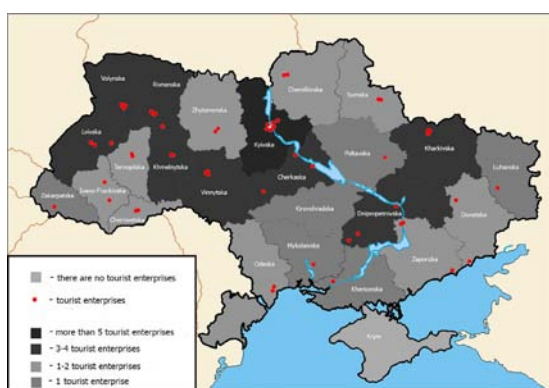 Volynska
Rivnenska
Zhytomirska
Chernihivska
Sumska
Kyivska
Lvivska
Ternopilska
Khmelnytska
Vinnytska
Cherkaska
Poltavska
Kharkivska
Luhanska
Zakarpatska
Ivano-Frankivska
Chernivetska
Kirovohradska
Dnipropetrovska
Donetska
Odeska
Mykolaivska
Zaporizka
Khersonska
Krym
- there are no tourist enterprises
- tourist enterprises
- more than 5 tourist enterprises
- 3-4 tourist enterprises
- 1-2 tourist enterprises
- 1 tourist enterprise